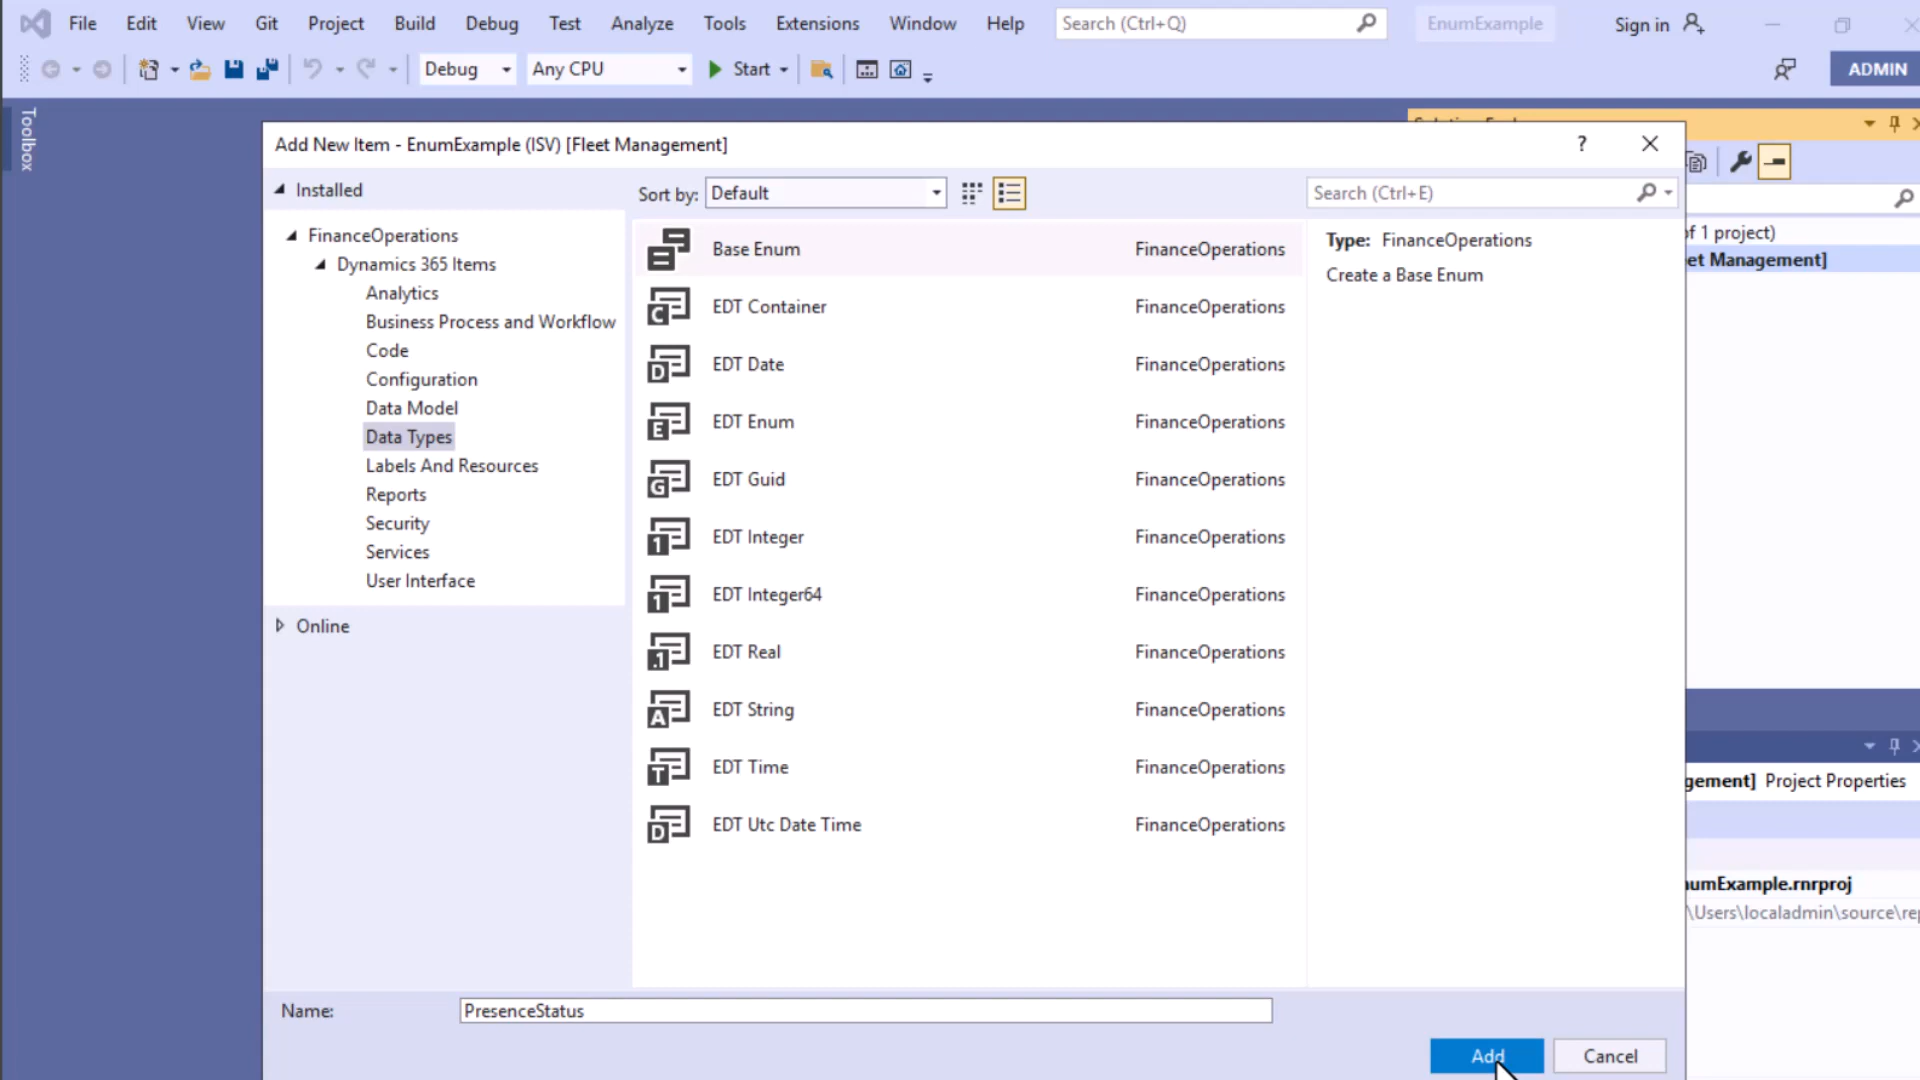 File Edit View Git Project Build Debug Test Analyze Tools Extensions Window Help Search (Ctrl+Q) EnumExample Sign in
Debug Any CPU Start ADMIN
Toolbox
Add New Item - EnumExample (ISV) [Fleet Management] ?
Installed
Sort by: Default Search (Ctrl+E)
FinanceOperations
Dynamics 365 Items
Analytics
Business Process and Workflow
Code
Configuration
Data Model
Data Types
Labels And Resources
Reports
Security
Services
User Interface
Online
Base Enum FinanceOperations
EDT Container FinanceOperations
EDT Date FinanceOperations
EDT Enum FinanceOperations
EDT Guid FinanceOperations
EDT Integer FinanceOperations
EDT Integer64 FinanceOperations
EDT Real FinanceOperations
EDT String FinanceOperations
EDT Time FinanceOperations
EDT Utc Date Time FinanceOperations
Type: FinanceOperations
Create a Base Enum
of 1 project)
eet Management]
gement] Project Properties
numExample.rnrproj
\Users\localadmin\source\rep
Name: PresenceStatus
Add Cancel